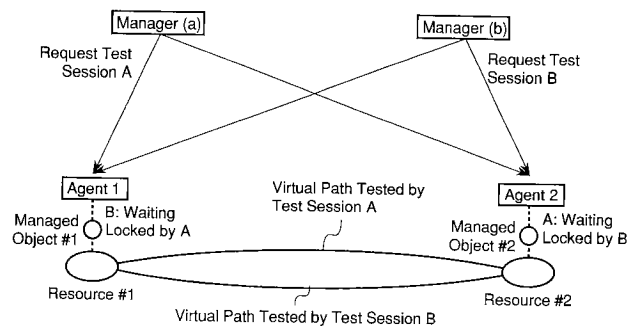 Manager (a)
Manager (b)
Request Test
Session A
Request Test
Session B
Agent 1
Agent 2
Virtual Path Tested by
Test Session A
B: Waiting
Locked by A
Managed
Object #1
A: Waiting
Locked by B
Managed
Object #2
Resource #1
Resource #2
Virtual Path Tested by Test Session B